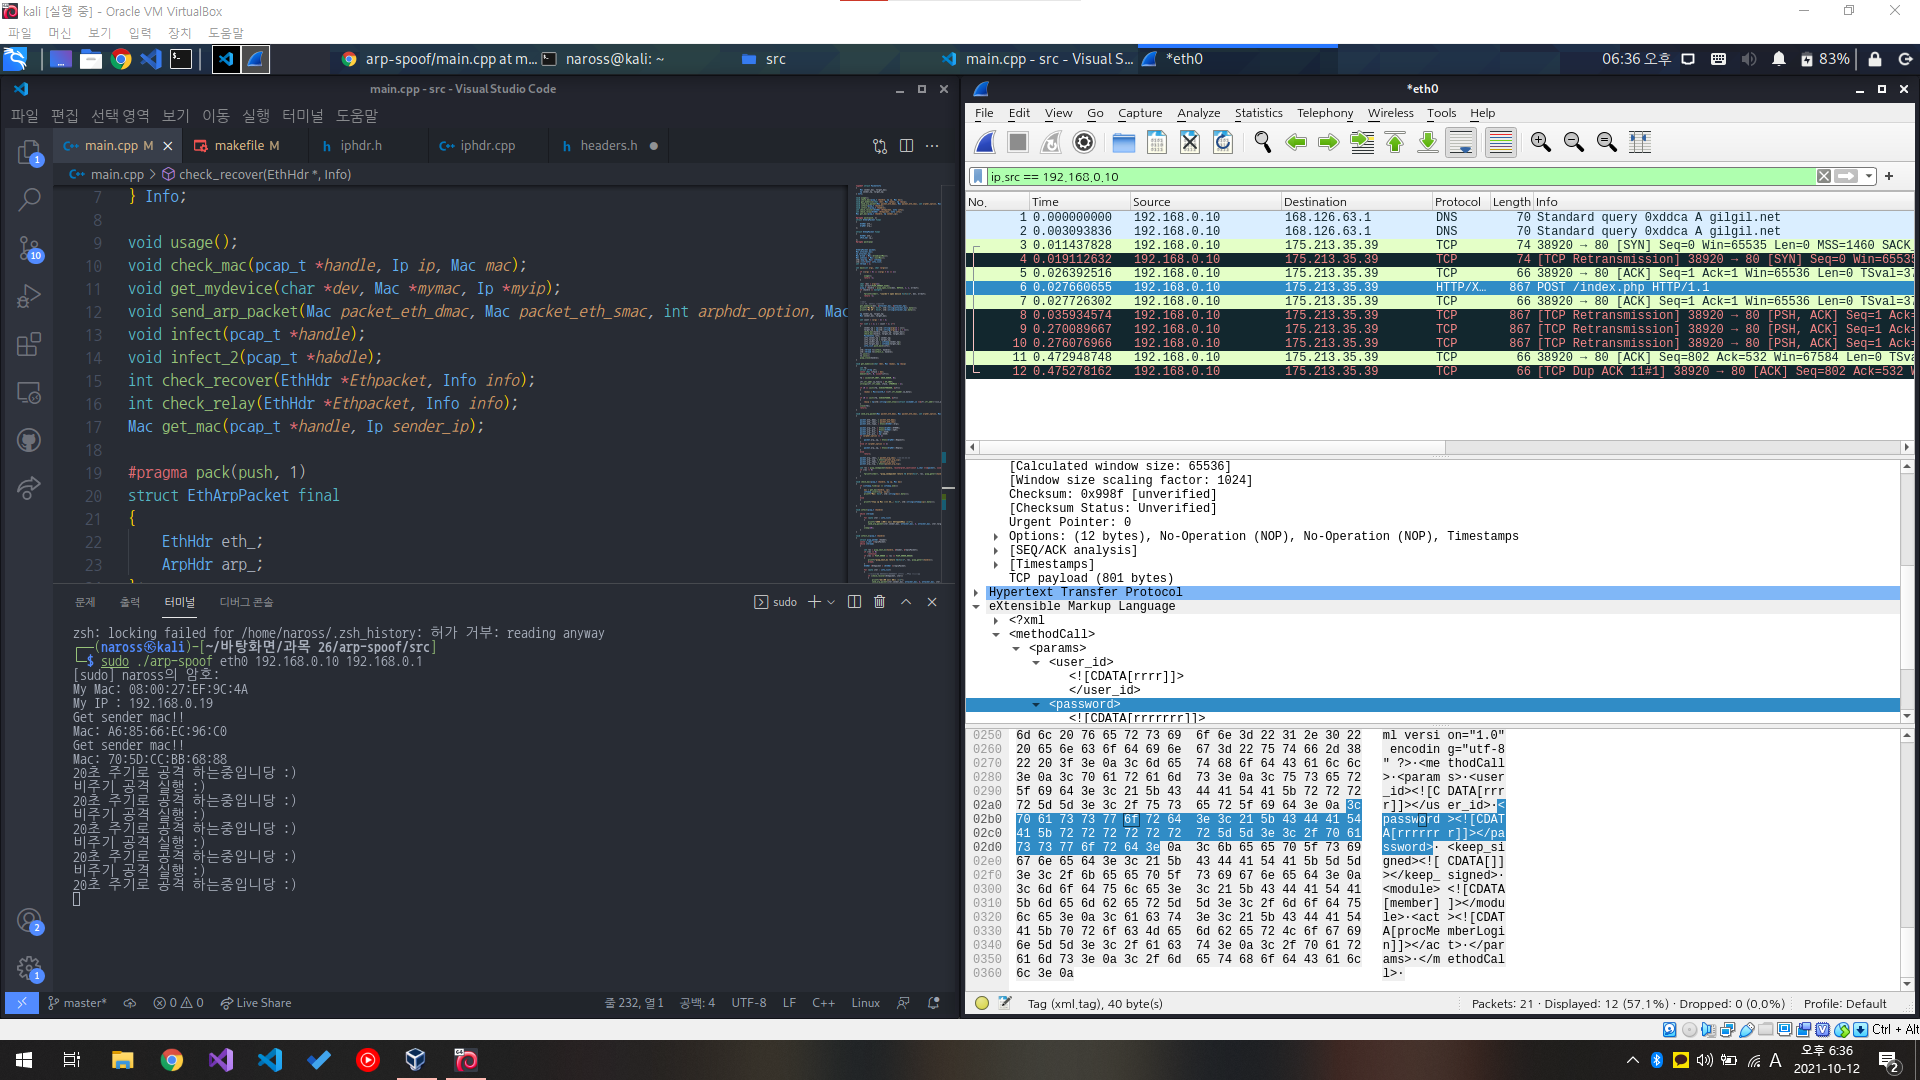 kali [실행 중] - Oracle VM VirtualBox
파일 머신 보기 입력 장치 도움말
arp-spoof/main.cpp at m...
naross@kali: ~
src
main.cpp - src - Visual S...
*eth0
06:36 오후
83%
main.cpp - src - Visual Studio Code
파일 편집 선택 영역 보기 이동 실행 터미널 도움말
main.cpp M
makefile M
iphdr.h
iphdr.cpp
headers.h
main.cpp > check_recover(EthHdr *, Info)
7 } Info;
8
9 void usage();
10 void check_mac(pcap_t *handle, Ip ip, Mac mac);
11 void get_mydevice(char *dev, Mac *mymac, Ip *myip);
12 void send_arp_packet(Mac packet_eth_dmac, Mac packet_eth_smac, int arphdr_option, Mac
13 void infect(pcap_t *handle);
14 void infect_2(pcap_t *habdle);
15 int check_recover(EthHdr *Ethpacket, Info info);
16 int check_relay(EthHdr *Ethpacket, Info info);
17 Mac get_mac(pcap_t *handle, Ip sender_ip);
18
19 #pragma pack(push, 1)
20 struct EthArpPacket final
21 {
22 EthHdr eth_;
23 ArpHdr arp_;
문제 출력 터미널 디버그 콘솔
sudo
zsh: locking failed for /home/naross/.zsh_history: 허가 거부: reading anyway
┌──(naross㉿kali)-[~/바탕화면/과목 26/arp-spoof/src]
└─$ sudo ./arp-spoof eth0 192.168.0.10 192.168.0.1
[sudo] naross의 암호:
My Mac: 08:00:27:EF:9C:4A
My IP : 192.168.0.19
Get sender mac!!
Mac: A6:85:66:EC:96:C0
Get sender mac!!
Mac: 70:5D:CC:BB:68:88
20초 주기로 공격 하는중입니당 :)
비주기 공격 실행 :)
20초 주기로 공격 하는중입니당 :)
비주기 공격 실행 :)
20초 주기로 공격 하는중입니당 :)
비주기 공격 실행 :)
20초 주기로 공격 하는중입니당 :)
비주기 공격 실행 :)
20초 주기로 공격 하는중입니당 :)
master* 0 0 Live Share
줄 232, 열 1 공백: 4 UTF-8 LF C++ Linux
*eth0
File Edit View Go Capture Analyze Statistics Telephony Wireless Tools Help
ip.src == 192.168.0.10
No. Time Source Destination Protocol Length Info
1 0.000000000 192.168.0.10 168.126.63.1 DNS 70 Standard query 0xddca A gilgil.net
2 0.003093836 192.168.0.10 168.126.63.1 DNS 70 Standard query 0xddca A gilgil.net
3 0.011437828 192.168.0.10 175.213.35.39 TCP 74 38920 → 80 [SYN] Seq=0 Win=65535 Len=0 MSS=1460 SACK_
4 0.019112632 192.168.0.10 175.213.35.39 TCP 74 [TCP Retransmission] 38920 → 80 [SYN] Seq=0 Win=65535
5 0.026392516 192.168.0.10 175.213.35.39 TCP 66 38920 → 80 [ACK] Seq=1 Ack=1 Win=65536 Len=0 TSval=37
6 0.027660655 192.168.0.10 175.213.35.39 HTTP/X... 867 POST /index.php HTTP/1.1
7 0.027726302 192.168.0.10 175.213.35.39 TCP 66 38920 → 80 [ACK] Seq=1 Ack=1 Win=65536 Len=0 TSval=37
8 0.035934574 192.168.0.10 175.213.35.39 TCP 867 [TCP Retransmission] 38920 → 80 [PSH, ACK] Seq=1 Ack=
9 0.270089667 192.168.0.10 175.213.35.39 TCP 867 [TCP Retransmission] 38920 → 80 [PSH, ACK] Seq=1 Ack=
10 0.276076966 192.168.0.10 175.213.35.39 TCP 867 [TCP Retransmission] 38920 → 80 [PSH, ACK] Seq=1 Ack=
11 0.472948748 192.168.0.10 175.213.35.39 TCP 66 38920 → 80 [ACK] Seq=802 Ack=532 Win=67584 Len=0 TSva
12 0.475278162 192.168.0.10 175.213.35.39 TCP 66 [TCP Dup ACK 11#1] 38920 → 80 [ACK] Seq=802 Ack=532 W
[Calculated window size: 65536]
[Window size scaling factor: 1024]
Checksum: 0x998f [unverified]
[Checksum Status: Unverified]
Urgent Pointer: 0
Options: (12 bytes), No-Operation (NOP), No-Operation (NOP), Timestamps
[SEQ/ACK analysis]
[Timestamps]
TCP payload (801 bytes)
Hypertext Transfer Protocol
eXtensible Markup Language
<?xml
<methodCall>
<params>
<user_id>
<![CDATA[rrrr]]>
</user_id>
<password>
<![CDATA[rrrrrrr]]>
0250 6d 6c 20 76 65 72 73 69 6f 6e 3d 22 31 2e 30 22 ml version="1.0"
0260 20 65 6e 63 6f 64 69 6e 67 3d 22 75 74 66 2d 38 encoding="utf-8
0270 22 20 3f 3e 0a 3c 6d 65 74 68 6f 64 43 61 6c 6c " ?>·<methodCall
0280 3e 0a 3c 70 61 72 61 6d 73 3e 0a 3c 75 73 65 72 >·<params>·<user
0290 5f 69 64 3e 3c 21 5b 43 44 41 54 41 5b 72 72 72 _id><![CDATA[rrr
02a0 72 5d 5d 3e 3c 2f 75 73 65 72 5f 69 64 3e 0a 3c r]]></user_id>·<
02b0 70 61 73 73 77 6f 72 64 3e 3c 21 5b 43 44 41 54 password><![CDAT
02c0 41 5b 72 72 72 72 72 72 72 5d 5d 3e 3c 2f 70 61 A[rrrrrrr]]></pa
02d0 73 73 77 6f 72 64 3e 0a 3c 6b 65 65 70 5f 73 69 ssword>·<keep_si
02e0 67 6e 65 64 3e 3c 21 5b 43 44 41 54 41 5b 5d 5d gned><![CDATA[]]
02f0 3e 3c 2f 6b 65 65 70 5f 73 69 67 6e 65 64 3e 0a ></keep_signed>·
0300 3c 6d 6f 64 75 6c 65 3e 3c 21 5b 43 44 41 54 41 <module><![CDATA
0310 5b 6d 65 6d 62 65 72 5d 5d 3e 3c 2f 6d 6f 64 75 [member]]></modu
0320 6c 65 3e 0a 3c 61 63 74 3e 3c 21 5b 43 44 41 54 le>·<act><![CDAT
0330 41 5b 70 72 6f 63 4d 65 6d 62 65 72 4c 6f 67 69 A[procMemberLogi
0340 6e 5d 5d 3e 3c 2f 61 63 74 3e 0a 3c 2f 70 61 72 n]]></act>·</par
0350 61 6d 73 3e 0a 3c 2f 6d 65 74 68 6f 64 43 61 6c ams>·</methodCal
0360 6c 3e 0a l>·
Tag (xml.tag), 40 byte(s)
Packets: 21 · Displayed: 12 (57.1%) · Dropped: 0 (0.0%)
Profile: Default
Ctrl + Alt
A
오후 6:36
2021-10-12
2